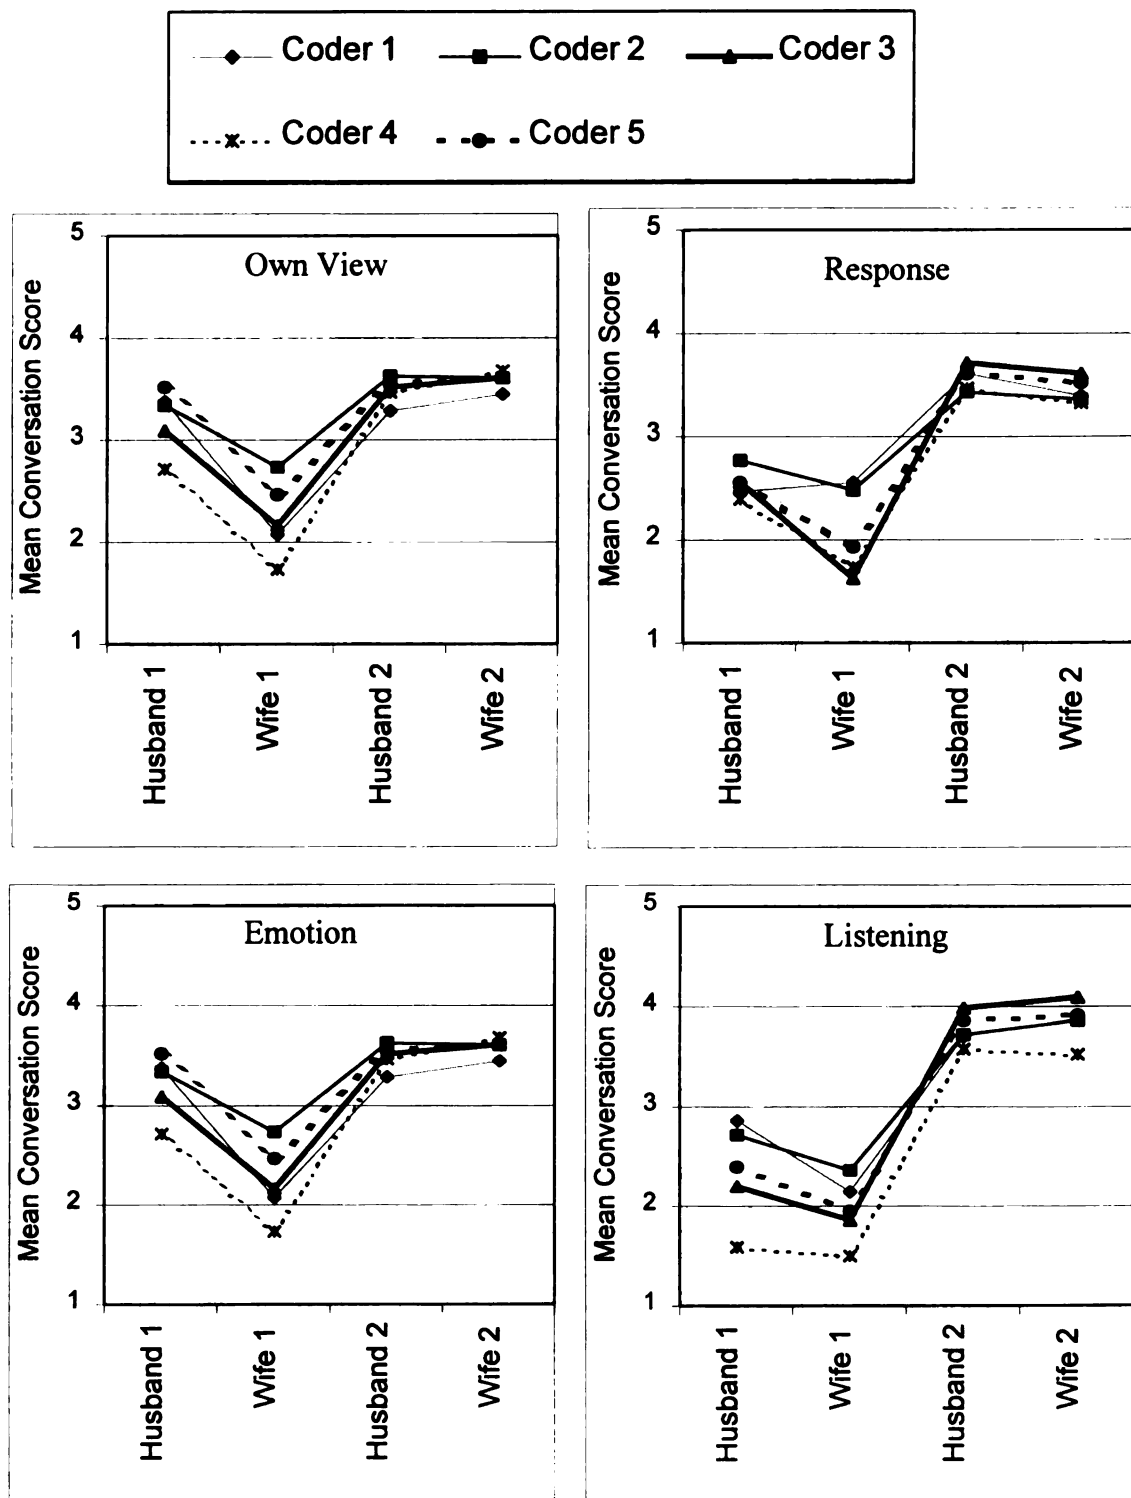 Coder 1 Coder 2 Coder 3
Coder 4 Coder 5
Own View
Mean Conversation Score
5
4
3
2
1
Husband 1
Wife 1
Husband 2
Wife 2
Response
Mean Conversation Score
5
4
3
2
1
Husband 1
Wife 1
Husband 2
Wife 2
Emotion
Mean Conversation Score
5
4
3
2
1
Husband 1
Wife 1
Husband 2
Wife 2
Listening
Mean Conversation Score
5
4
3
2
1
Husband 1
Wife 1
Husband 2
Wife 2